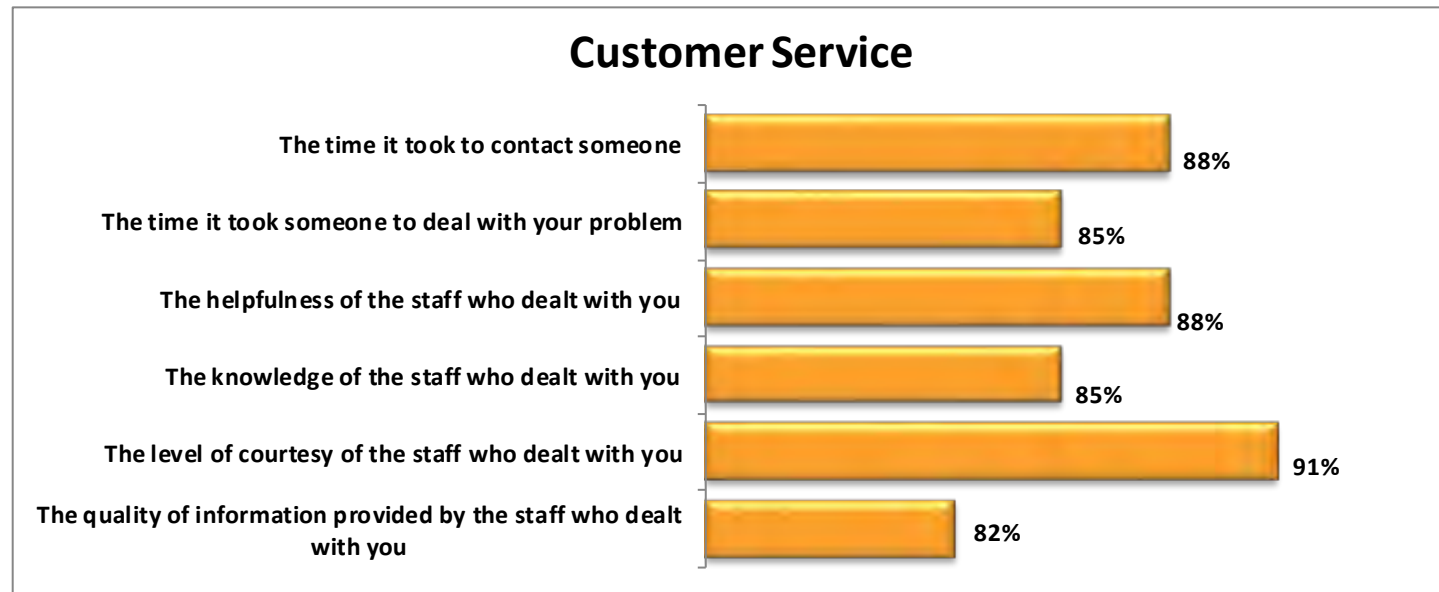 Customer Service
The time it took to contact someone
88%
The time it took someone to deal with your problem
85%
The helpfulness of the staff who dealt with you
88%
The knowledge of the staff who dealt with you
85%
The level of courtesy of the staff who dealt with you
91%
The quality of information provided by the staff who dealt
with you
82%